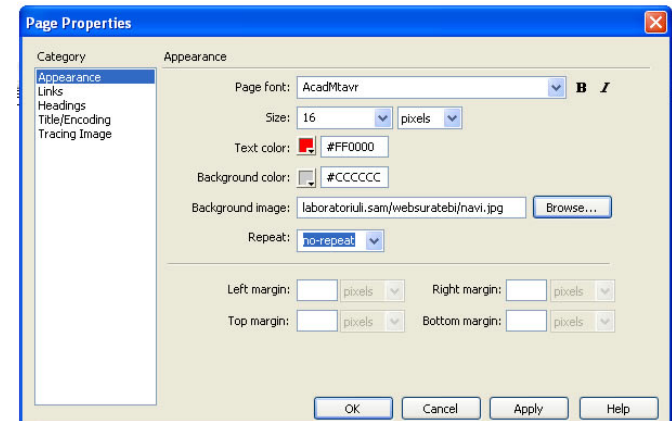 Page Properties
Category
Appearance
Links
Headings
Title/Encoding
Tracing Image
Appearance
Page font: AcadMtavr B I
Size: 16 pixels
Text color: #FF0000
Background color: #CCCCCC
Background image: laboratoriuli.sam/websuratebi/navi.jpg Browse...
Repeat: no-repeat
Left margin: pixels Right margin: pixels
Top margin: pixels Bottom margin: pixels
OK Cancel Apply Help